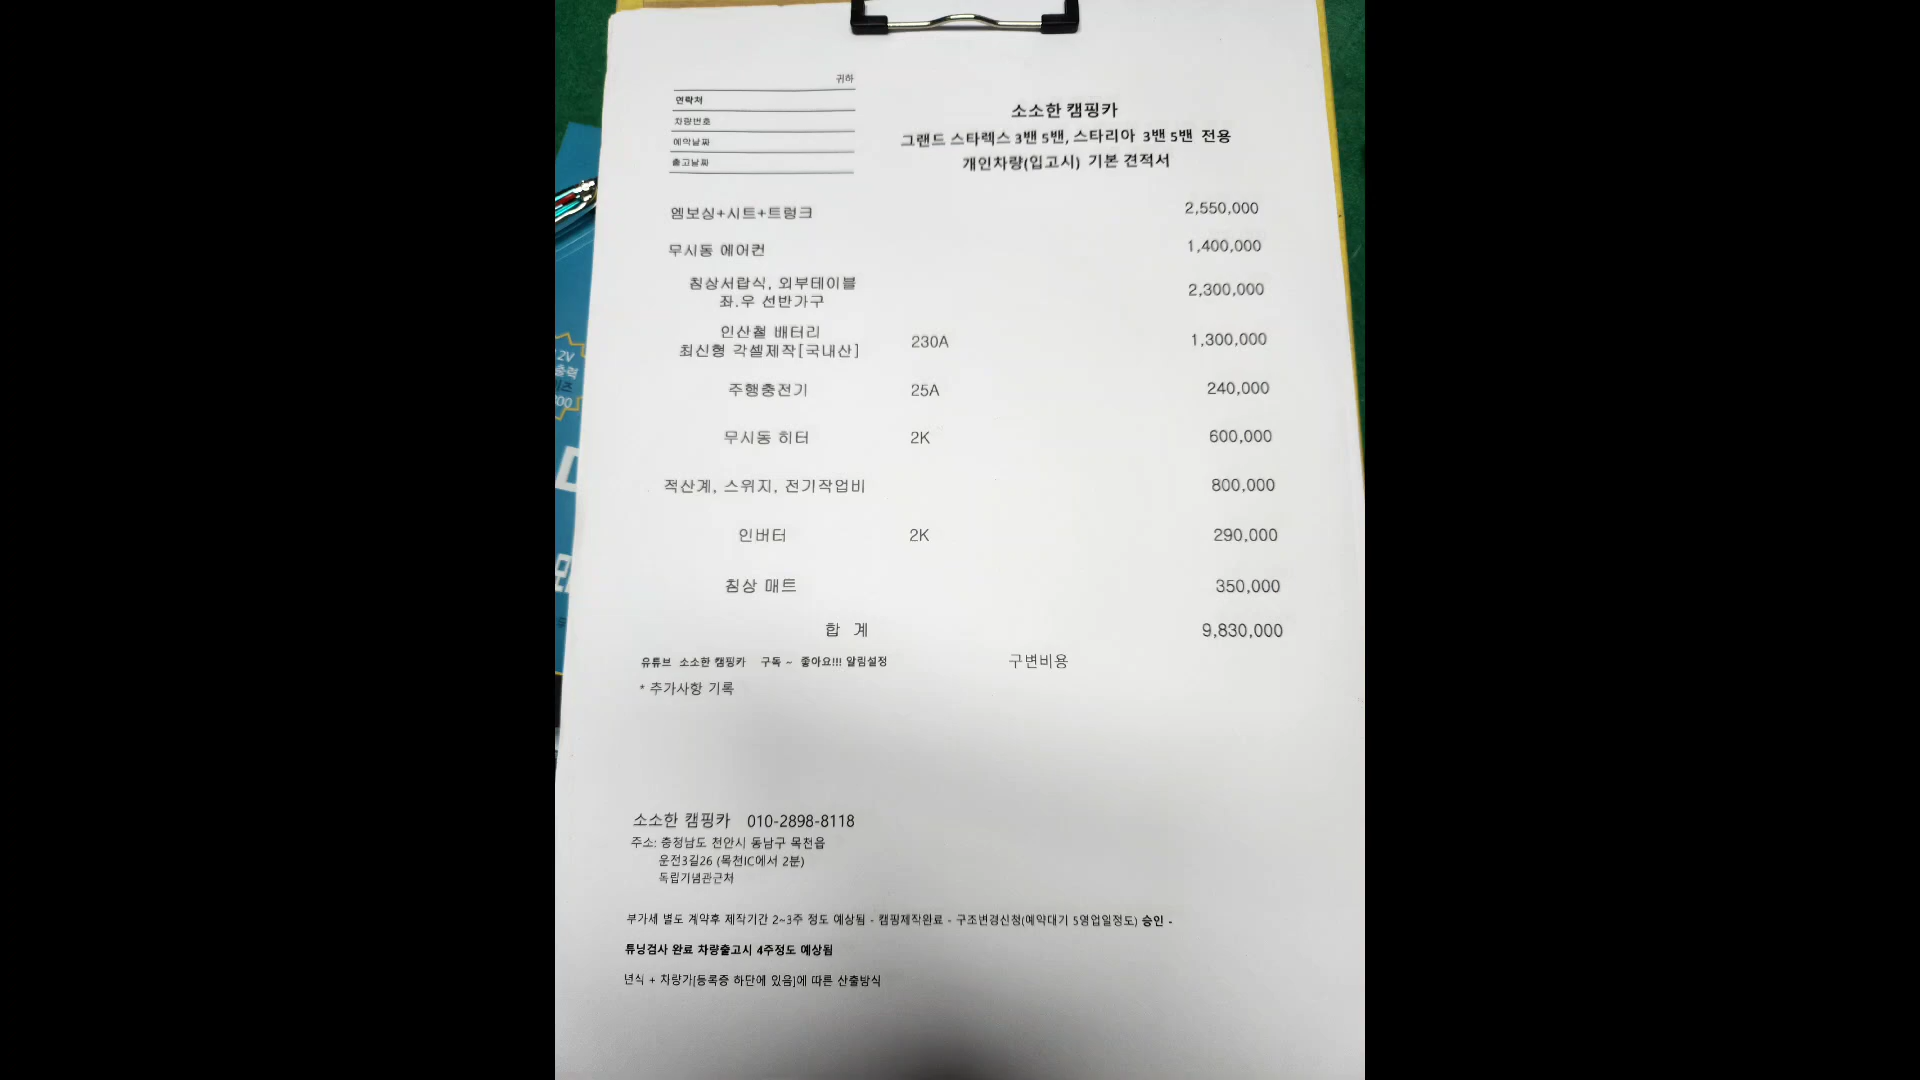 귀하
연락처
차량번호
예약날짜
출고날짜
소소한 캠핑카
그랜드 스타렉스 3밴 5밴, 스타리아 3밴 5밴 전용
개인차량(입고시) 기본 견적서
엠보싱+시트+트렁크 2,550,000
무시동 에어컨 1,400,000
침상서랍식, 외부테이블
좌.우 선반가구 2,300,000
인산철 배터리
최신형 각셀제작[국내산] 230A 1,300,000
주행충전기 25A 240,000
무시동 히터 2K 600,000
적산계, 스위지, 전기작업비 800,000
인버터 2K 290,000
침상 매트 350,000
합 계 9,830,000
유튜브 소소한 캠핑카 구독 ~ 좋아요!!! 알림설정 구변비용
* 추가사항 기록
소소한 캠핑카 010-2898-8118
주소: 충청남도 천안시 동남구 목천읍
운전3길26 (목천IC에서 2분)
독립기념관근처
부가세 별도 계약후 제작기간 2~3주 정도 예상됨 - 캠핑제작완료 - 구조변경신청(예약대기 5영업일정도) 승인 -
튜닝검사 완료 차량출고시 4주정도 예상됨
년식 + 차량가[등록증 하단에 있음]에 따른 산출방식